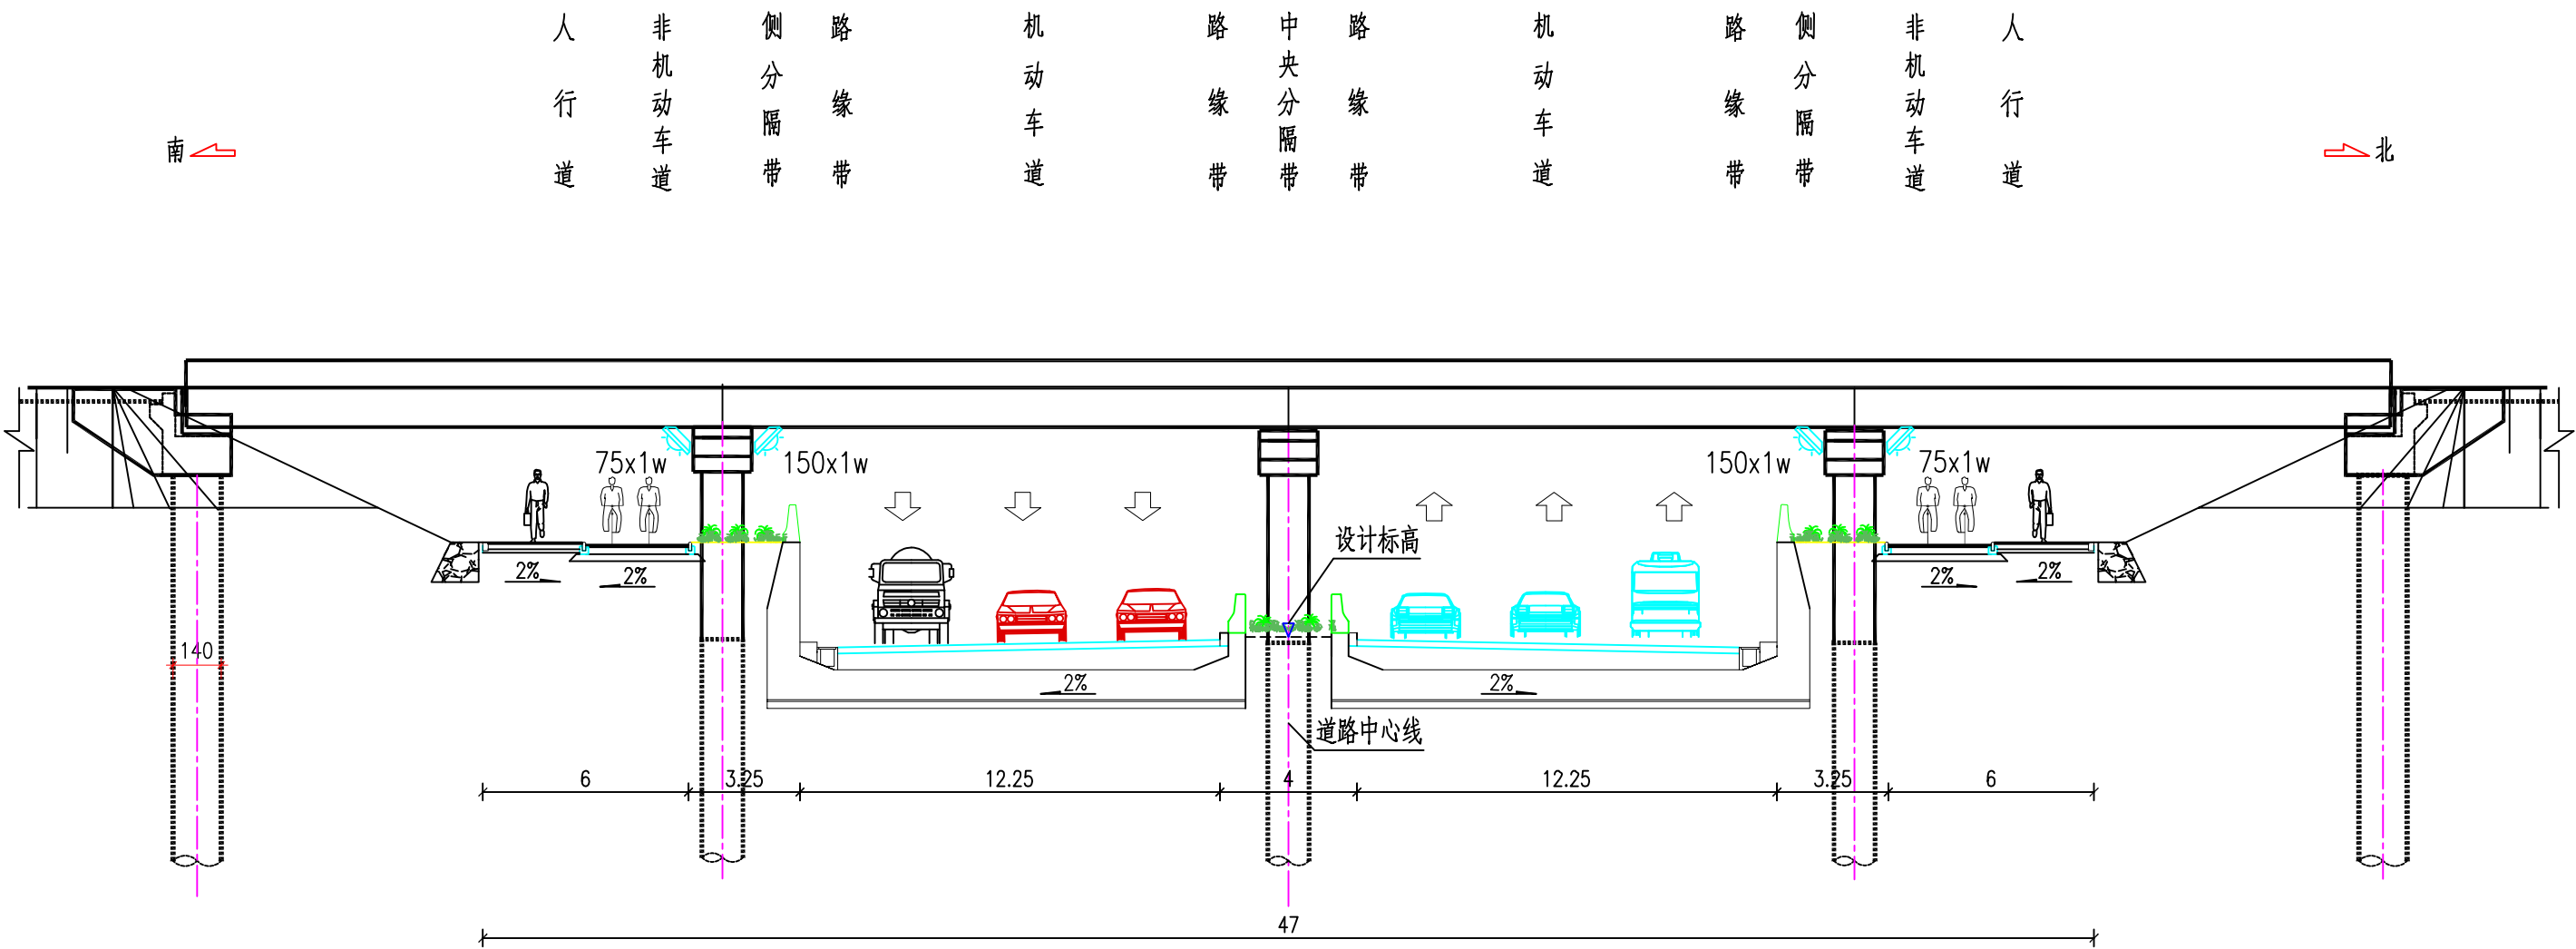 人行道
非机动车道
侧分隔带
路缘带
机动车道
路缘带
中央分隔带
路缘带
机动车道
路缘带
侧分隔带
非机动车道
人行道
南
北
75x1w
150x1w
150x1w
75x1w
设计标高
2%
2%
2%
2%
140
2%
2%
道路中心线
6
3.25
12.25
4
12.25
3.25
6
47